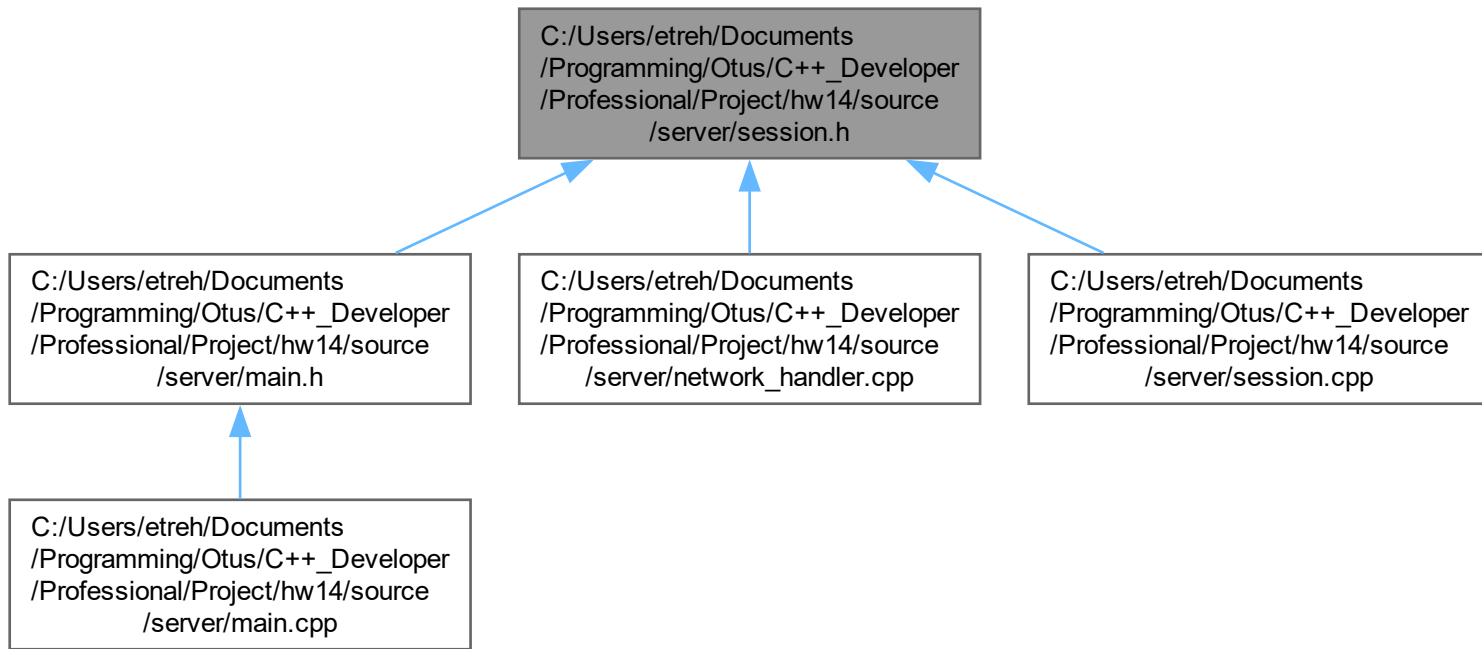 C:/Users/etreh/Documents
/Programming/Otus/C++_Developer
/Professional/Project/hw14/source
/server/session.h
C:/Users/etreh/Documents
/Programming/Otus/C++_Developer
/Professional/Project/hw14/source
/server/main.h
C:/Users/etreh/Documents
/Programming/Otus/C++_Developer
/Professional/Project/hw14/source
/server/network_handler.cpp
C:/Users/etreh/Documents
/Programming/Otus/C++_Developer
/Professional/Project/hw14/source
/server/session.cpp
C:/Users/etreh/Documents
/Programming/Otus/C++_Developer
/Professional/Project/hw14/source
/server/main.cpp